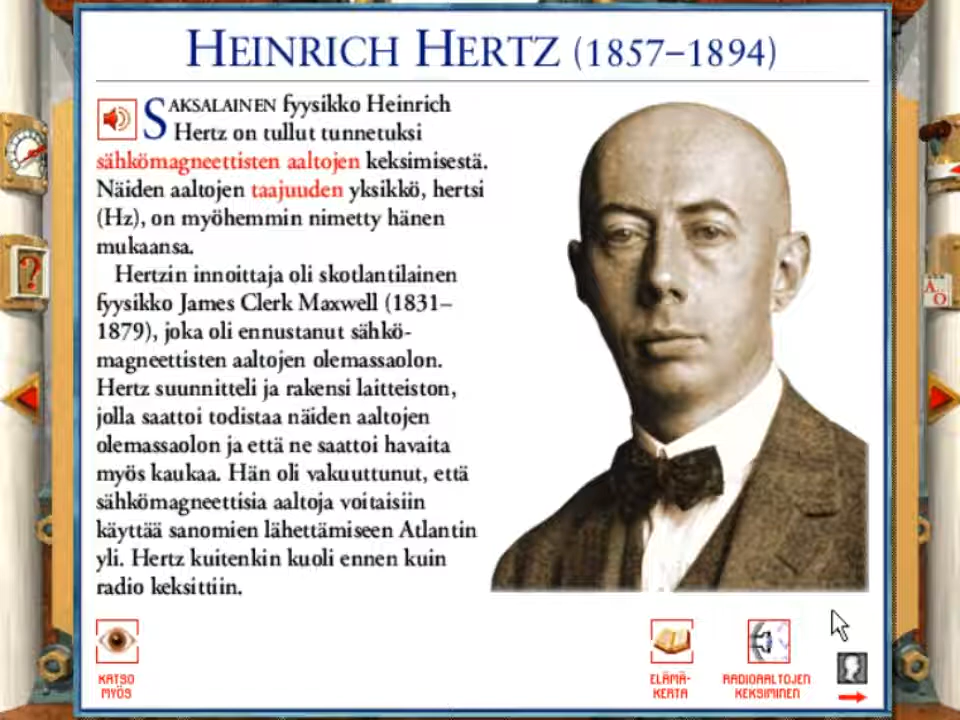 HEINRICH HERTZ (1857–1894)
SAKSALAINEN fyysikko Heinrich
Hertz on tullut tunnetuksi
sähkömagneettisten aaltojen keksimisestä.
Näiden aaltojen taajuuden yksikkö, hertsi
(Hz), on myöhemmin nimetty hänen
mukaansa.
Hertzin innoittaja oli skotlantilainen
fyysikko James Clerk Maxwell (1831–
1879), joka oli ennustanut sähkö-
magneettisten aaltojen olemassaolon.
Hertz suunnitteli ja rakensi laitteiston,
jolla saattoi todistaa näiden aaltojen
olemassaolon ja että ne saattoi havaita
myös kaukaa. Hän oli vakuuttunut, että
sähkömagneettisia aaltoja voitaisiin
käyttää sanomien lähettämiseen Atlantin
yli. Hertz kuitenkin kuoli ennen kuin
radio keksittiin.
KATSO
MYÖS
ELÄMÄ-
KERTA
RADIOAALTOJEN
KEKSIMINEN
?
A...
O